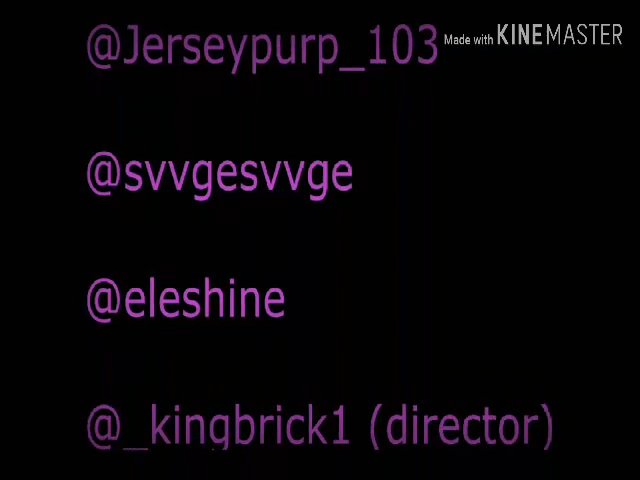 @Jerseypurp_103
Made with KINEMASTER
@svvgesvvge
@eleshine
@_kingbrick1 (director)